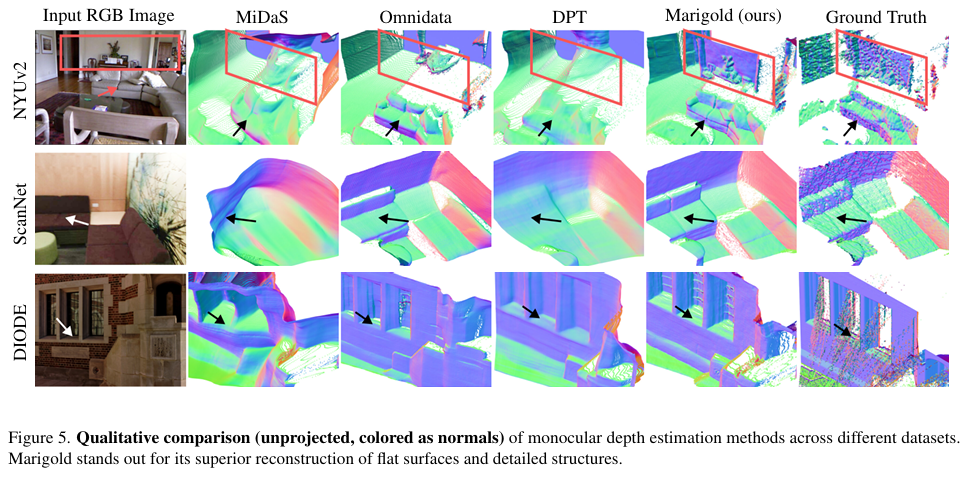 Input RGB Image MiDaS Omnidata DPT Marigold (ours) Ground Truth
NYUv2
ScanNet
DIODE
Figure 5. Qualitative comparison (unprojected, colored as normals) of monocular depth estimation methods across different datasets.
Marigold stands out for its superior reconstruction of flat surfaces and detailed structures.